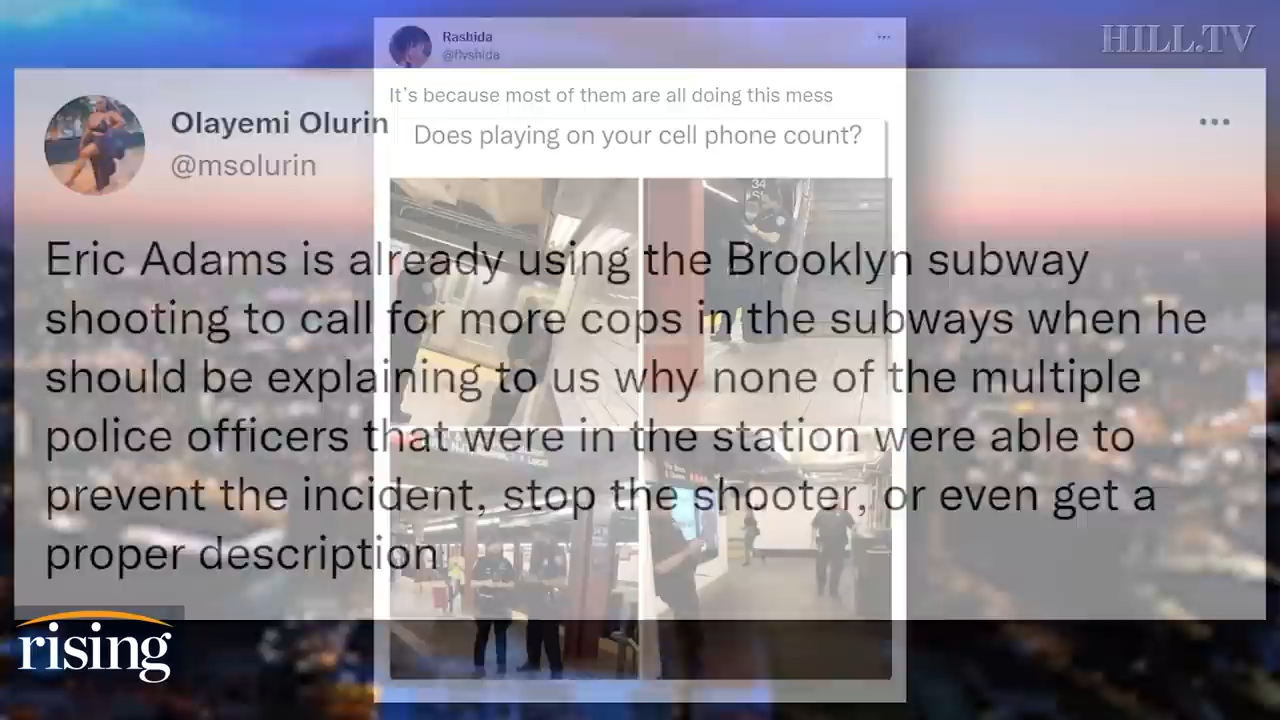 HILL.TV
Rashida
@flyshida
It's because most of them are all doing this mess
Does playing on your cell phone count?
Olayemi Olurin
@msolurin
Eric Adams is already using the Brooklyn subway
shooting to call for more cops in the subways when he
should be explaining to us why none of the multiple
police officers that were in the station were able to
prevent the incident, stop the shooter, or even get a
proper description
34
Local
rising